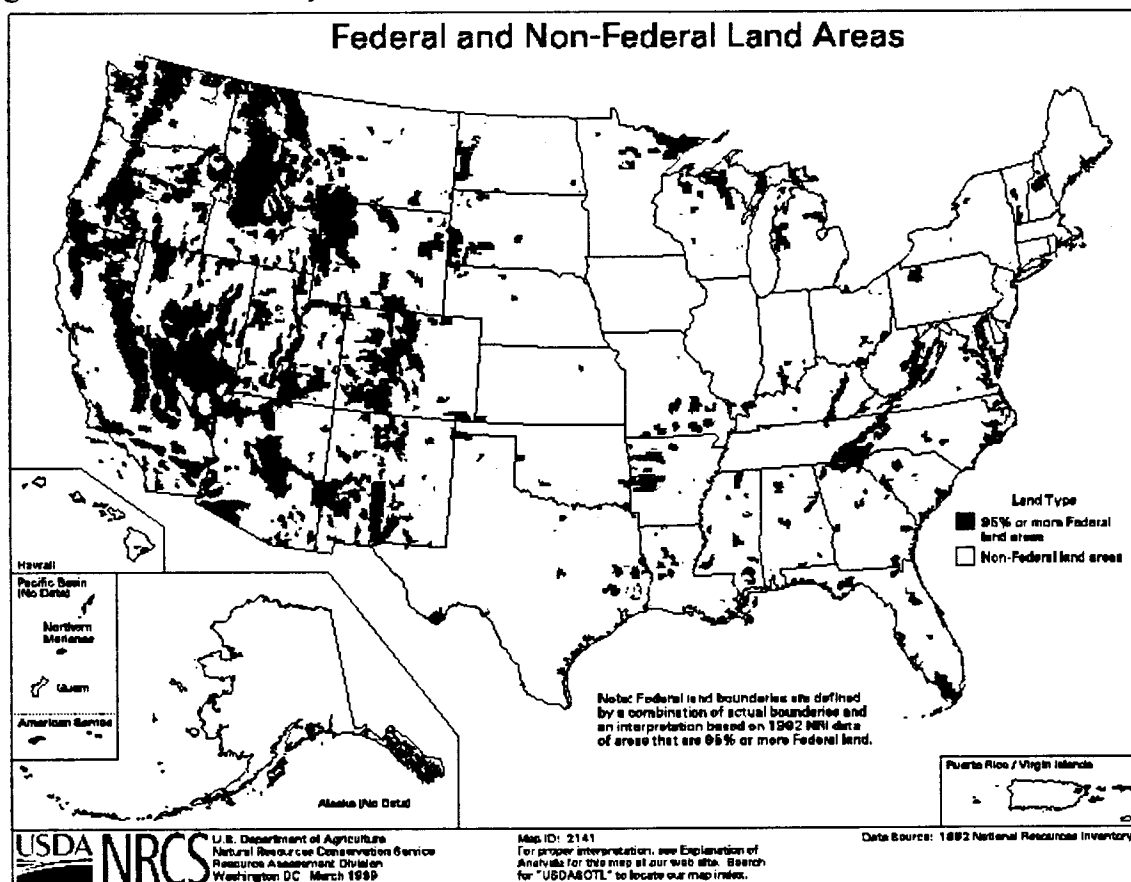 Federal and Non-Federal Land Areas
Land Type
95% or more Federal
land areas
Non-Federal land areas
Hawaii
Pacific Basin
(No Data)
Northern
Marianas
Guam
American Samoa
Alaska (No Data)
Note: Federal land boundaries are defined
by a combination of actual boundaries and
an interpretation based on 1992 NRI data
of areas that are 95% or more Federal land.
Puerto Rico / Virgin Islands
USDA NRCS
U.S. Department of Agriculture
Natural Resources Conservation Service
Resource Assessment Division
Washington DC March 1999
Map ID: 2141
For proper interpretation, see Explanation of
Analysis for this map at our web site. Search
for "USDA&OTL" to locate our map index.
Data Source: 1992 National Resources Inventory